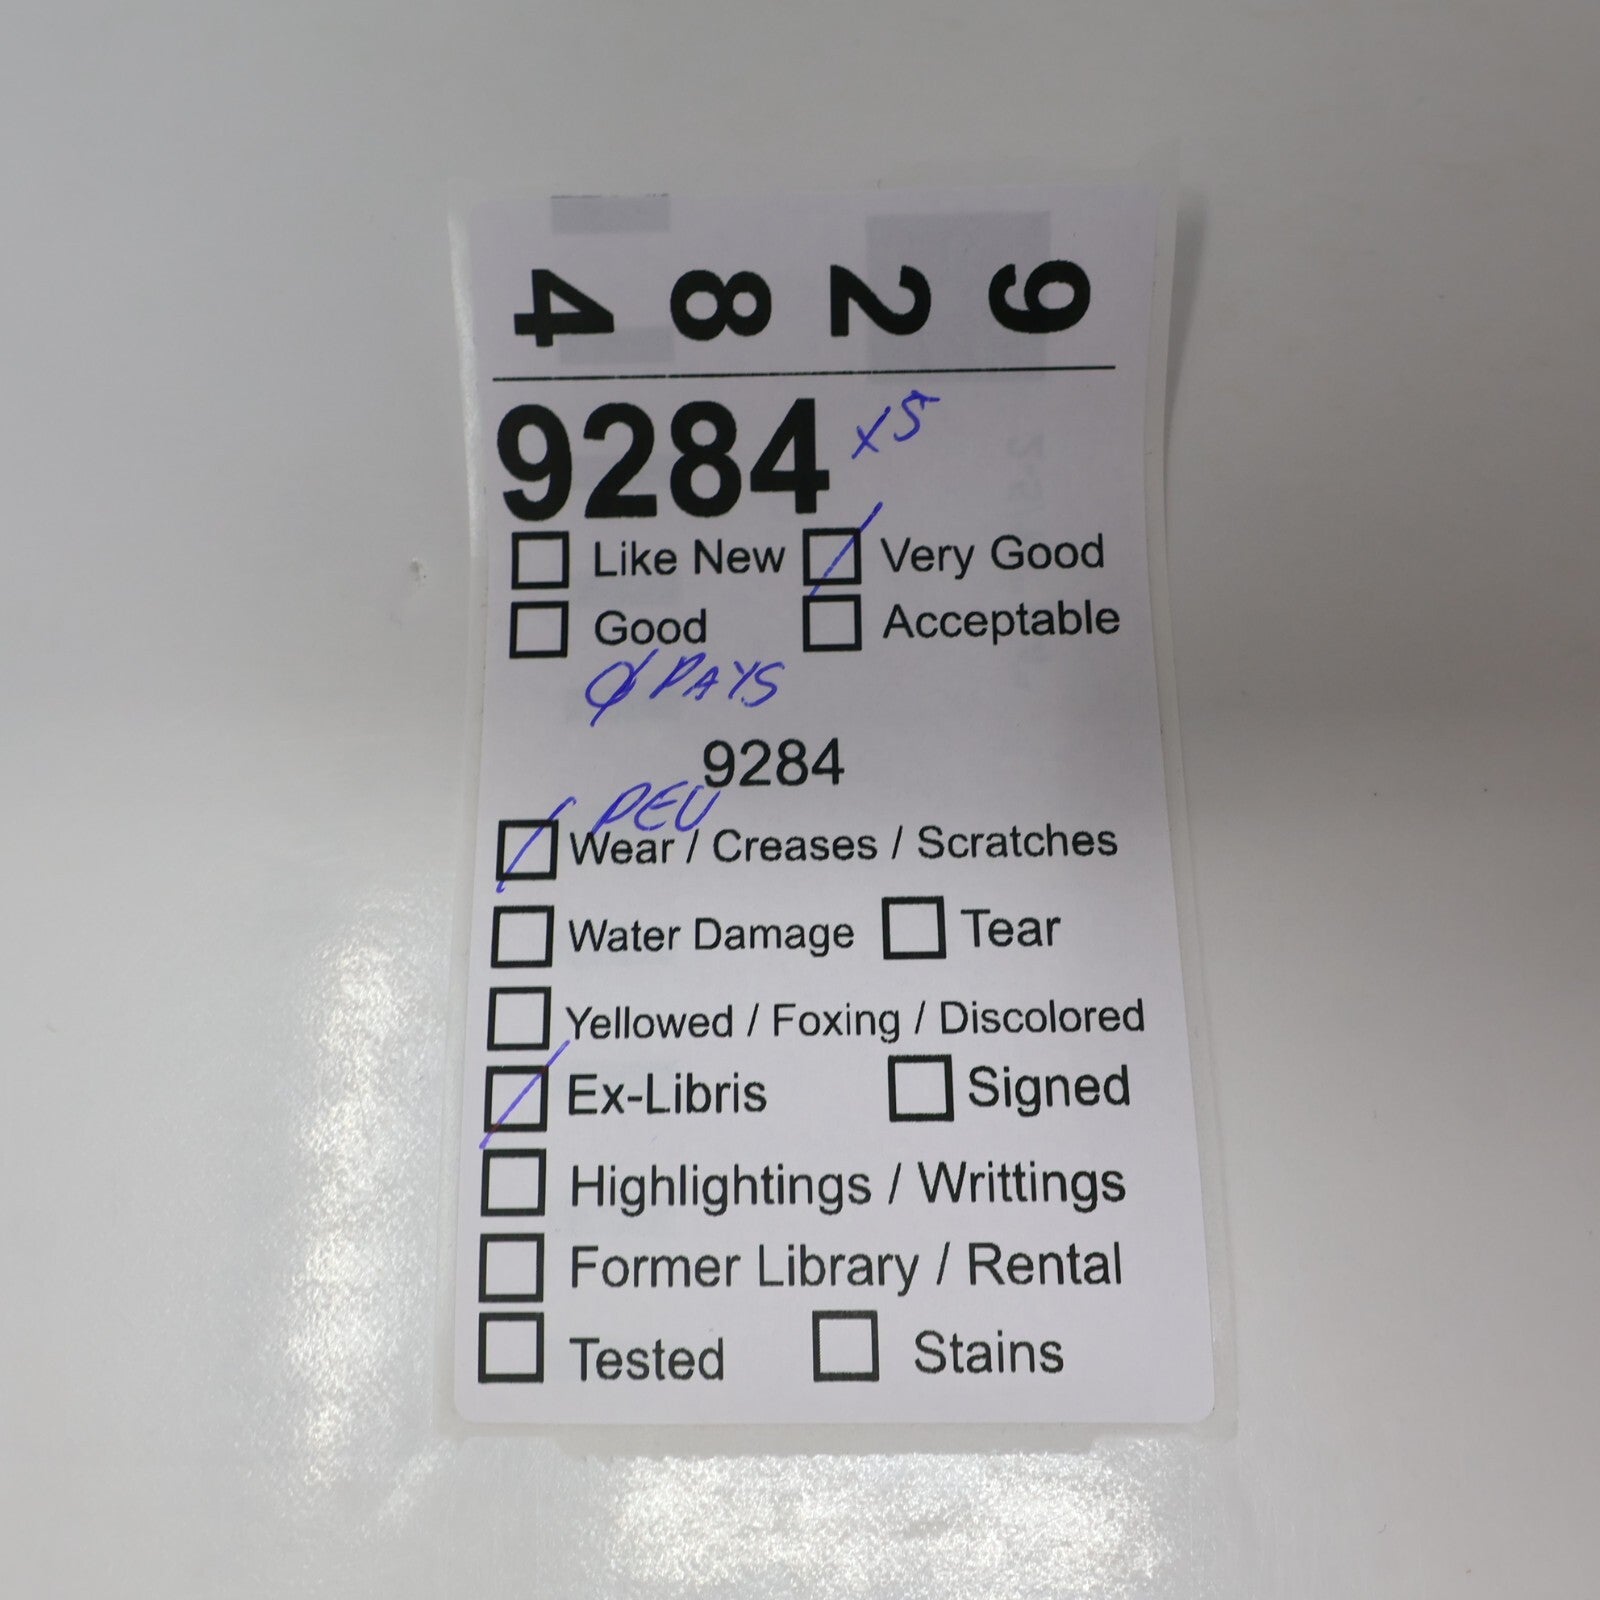 9 2 8 4
9284 x5
Like New Very Good
Good Acceptable
Ø PAYS
9284
PEU
Wear / Creases / Scratches
Water Damage Tear
Yellowed / Foxing / Discolored
Ex-Libris Signed
Highlightings / Writtings
Former Library / Rental
Tested Stains